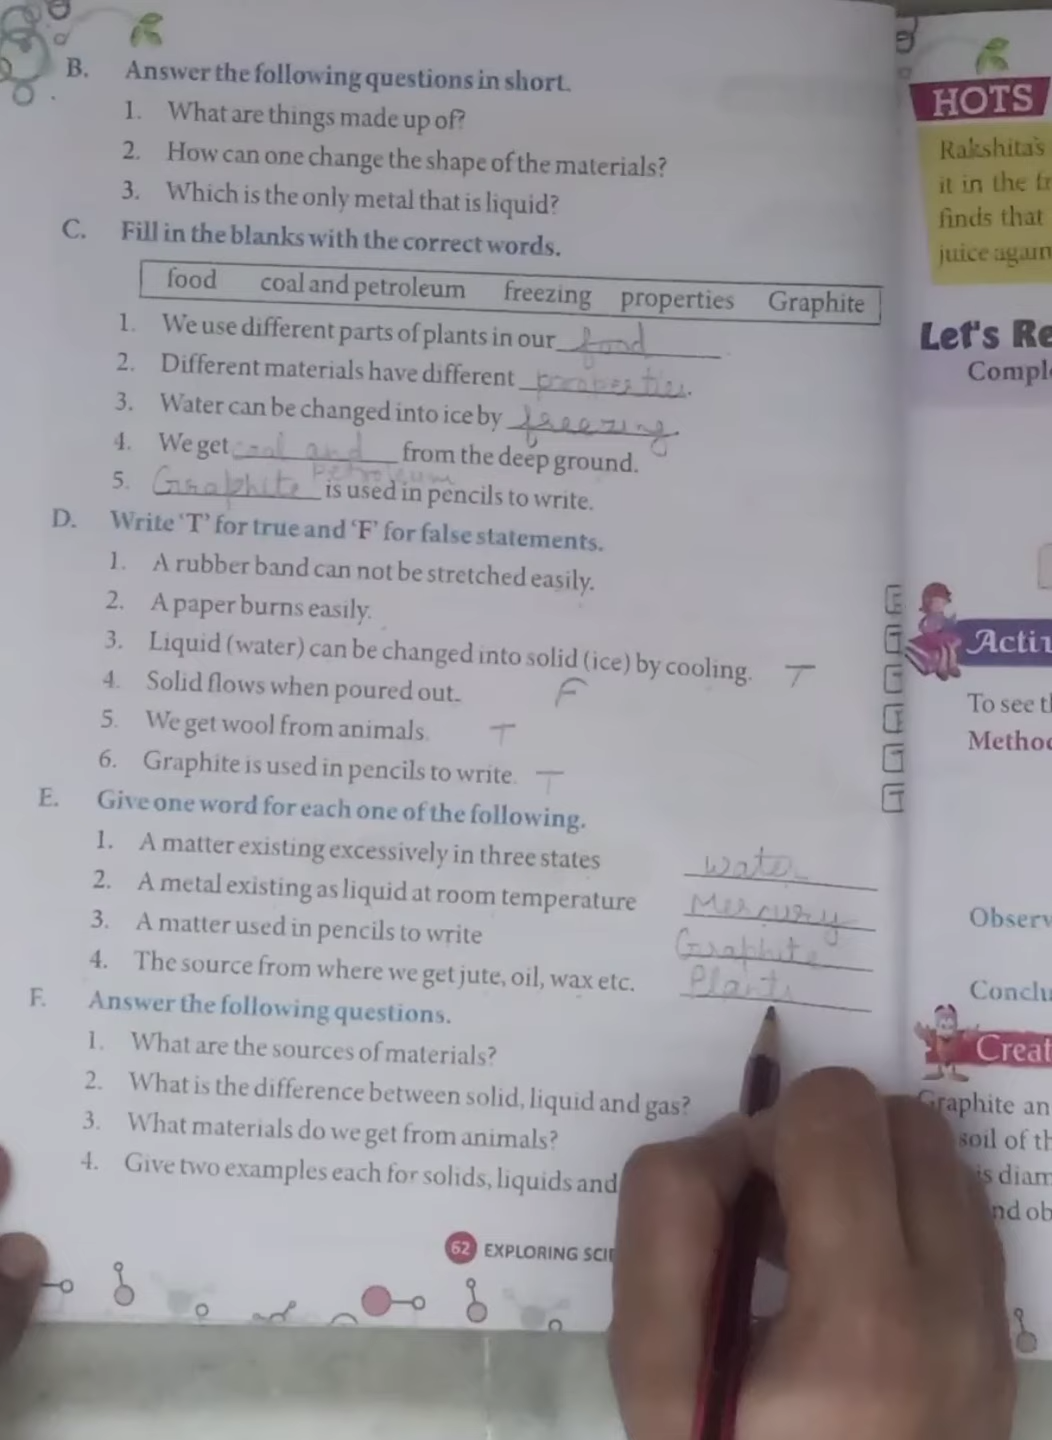 B. Answer the following questions in short.
1. What are things made up of?
2. How can one change the shape of the materials?
3. Which is the only metal that is liquid?
C. Fill in the blanks with the correct words.
food coal and petroleum freezing properties Graphite
1. We use different parts of plants in our food
2. Different materials have different properties.
3. Water can be changed into ice by freezing.
4. We get coal and petroleum from the deep ground.
5. Graphite is used in pencils to write.
D. Write 'T' for true and 'F' for false statements.
1. A rubber band can not be stretched easily.
2. A paper burns easily.
3. Liquid (water) can be changed into solid (ice) by cooling. T
4. Solid flows when poured out. F
5. We get wool from animals. T
6. Graphite is used in pencils to write. T
E. Give one word for each one of the following.
1. A matter existing excessively in three states water
2. A metal existing as liquid at room temperature Mercury
3. A matter used in pencils to write Graphite
4. The source from where we get jute, oil, wax etc. Plants
F. Answer the following questions.
1. What are the sources of materials?
2. What is the difference between solid, liquid and gas?
3. What materials do we get from animals?
4. Give two examples each for solids, liquids and
62 EXPLORING SCI
HOTS
Rakshita's
it in the
finds that
juice again
Let's Re
Compl
Acti
To see
Metho
Observ
Conclu
Creat
Graphite an
soil of
is diam
nd ob